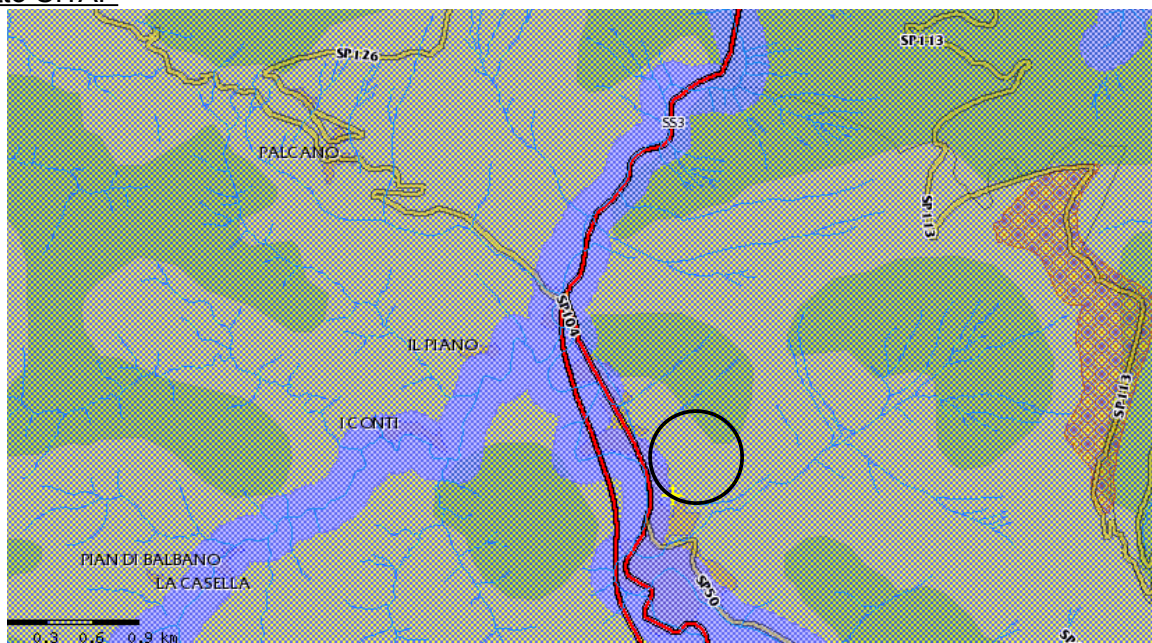 SITAP
SP126
SP113
SS3
PALCANO
SP113
SP104
IL PIANO
SP113
I CONTI
PIAN DI BALBANO
LA CASELLA
SP50
0.3 0.6 0.9 km